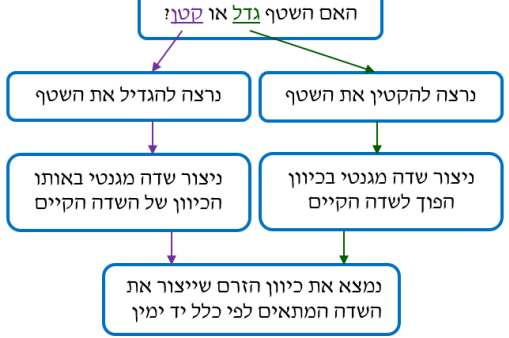 האם השטף גדל או קטן?
נרצה להגדיל את השטף
נרצה להקטין את השטף
ניצור שדה מגנטי באותו
הכיוון של השדה הקיים
ניצור שדה מגנטי בכיוון
הפוך לשדה הקיים
נמצא את כיוון הזרם שייצור את
השדה המתאים לפי כלל יד ימין